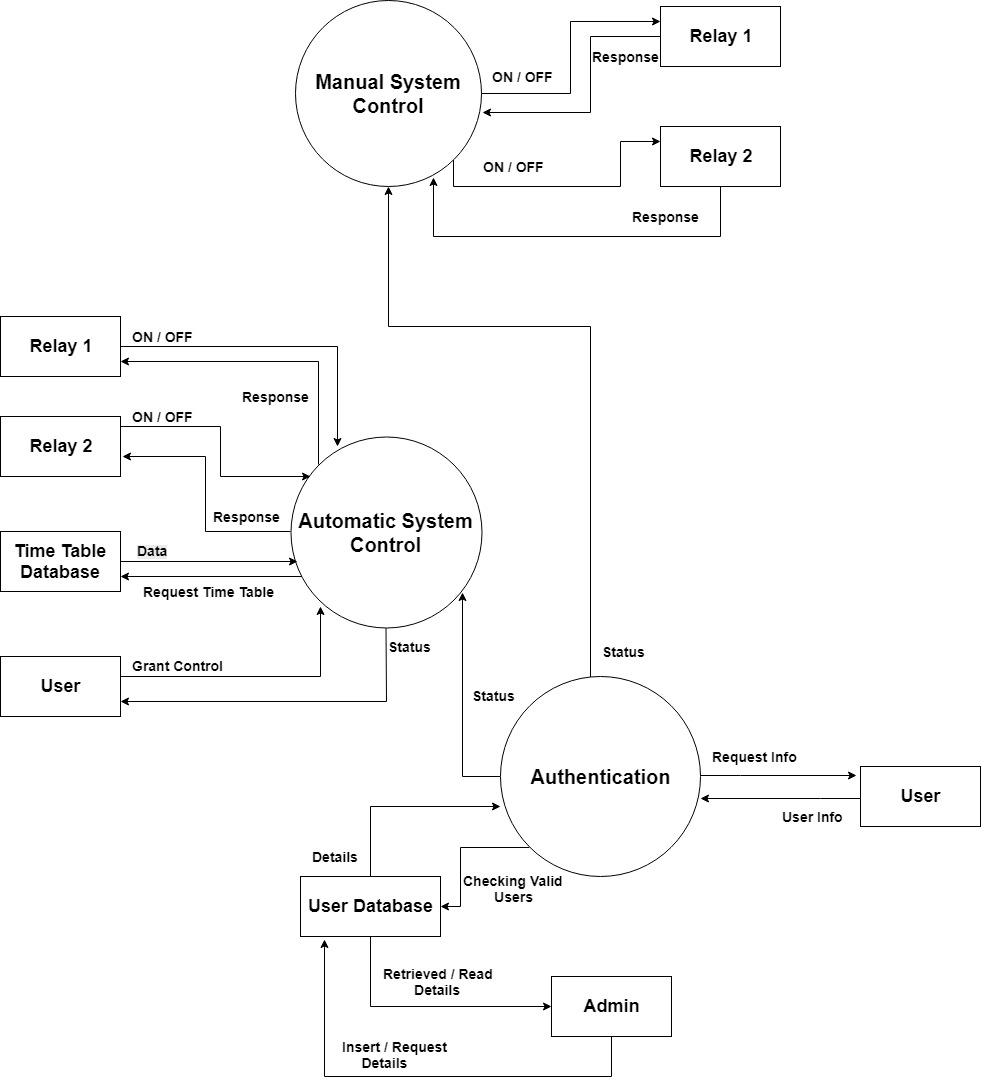 Relay 1
Manual System
Control
ON / OFF
Response
Relay 2
ON / OFF
Response
Relay 1
ON / OFF
Response
Relay 2
ON / OFF
Response
Automatic System
Control
Time Table
Database
Data
Request Time Table
User
Grant Control
Status
Status
Status
Authentication
Request Info
User
User Info
Details
Checking Valid
Users
User Database
Retrieved / Read
Details
Admin
Insert / Request
Details